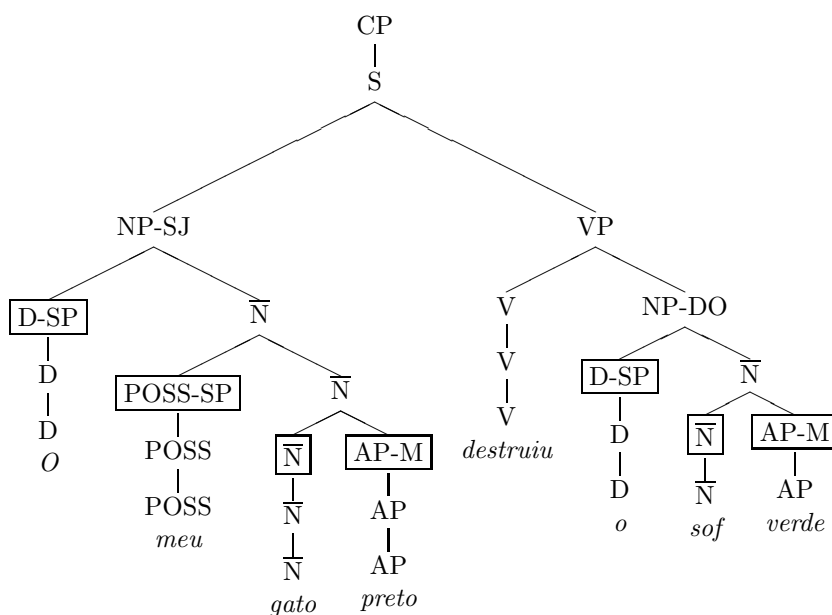 CP
S
NP-SJ VP
D-SP N̅ V NP-DO
D POSS-SP N̅ V D-SP N̅
D POSS N̅ AP-M V D N̅ AP-M
O POSS N̅ AP destruiu D N̅ AP
meu N̅ AP o sof verde
gato preto